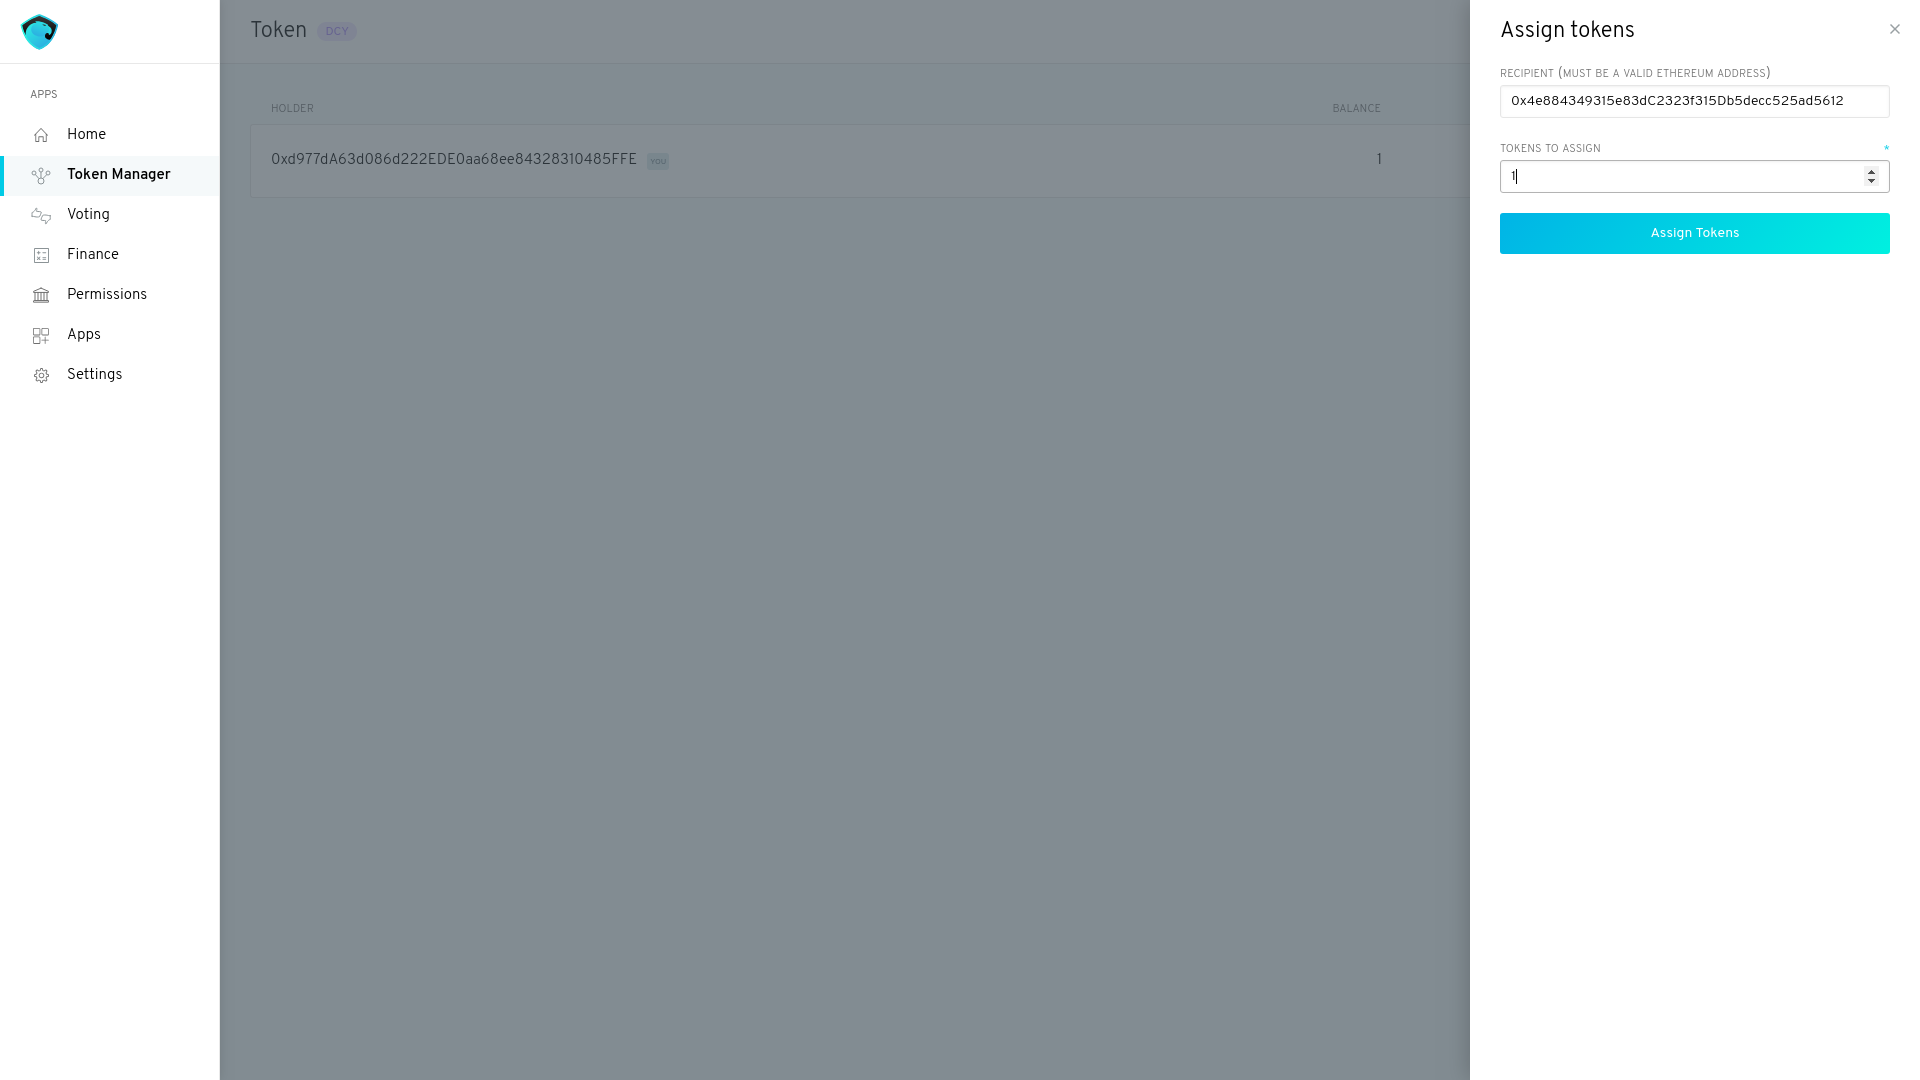 Token DCY
HOLDER
BALANCE
0xd977dA63d086d222EDE0aa68ee84328310485FFE YOU
1
APPS
Home
Token Manager
Voting
Finance
Permissions
Apps
Settings
Assign tokens
RECIPIENT (MUST BE A VALID ETHEREUM ADDRESS)
0x4e884349315e83dC2323f315Db5decc525ad5612
TOKENS TO ASSIGN *
1
Assign Tokens